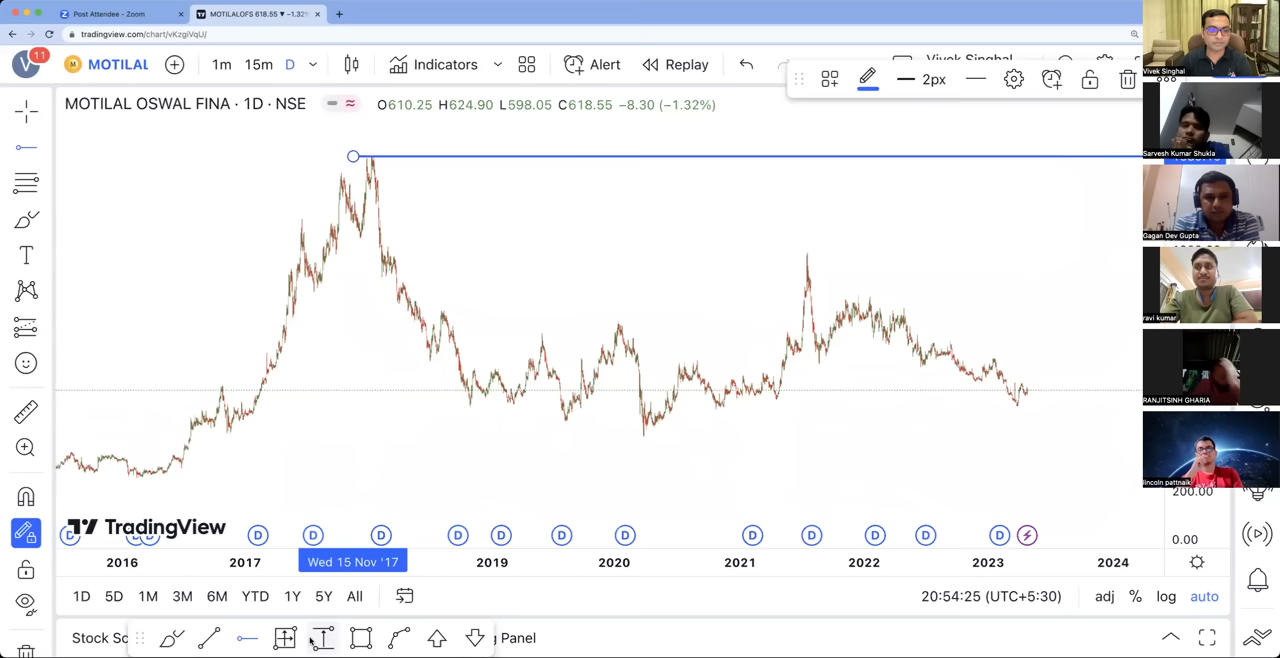 Post Attendee - Zoom
MOTILALOFS 618.55 ▼ −1.32%
tradingview.com/chart/vKzgiVqU/
V 11 M MOTILAL 1m 15m D Indicators Alert Replay
2px
MOTILAL OSWAL FINA · 1D · NSE O610.25 H624.90 L598.05 C618.55 −8.30 (−1.32%)
Vivek Singhal
Vivek Singhal
Sarvesh Kumar Shukla
Gagan Dev Gupta
ravi kumar
RANJITSINH GHARIA
lincoln pattnaik
200.00
0.00
TradingView
D D D D D D D D D D D D
2016 2017 Wed 15 Nov '17 2019 2020 2021 2022 2023 2024
1D 5D 1M 3M 6M YTD 1Y 5Y All 20:54:25 (UTC+5:30) adj % log auto
Stock Sc g Panel